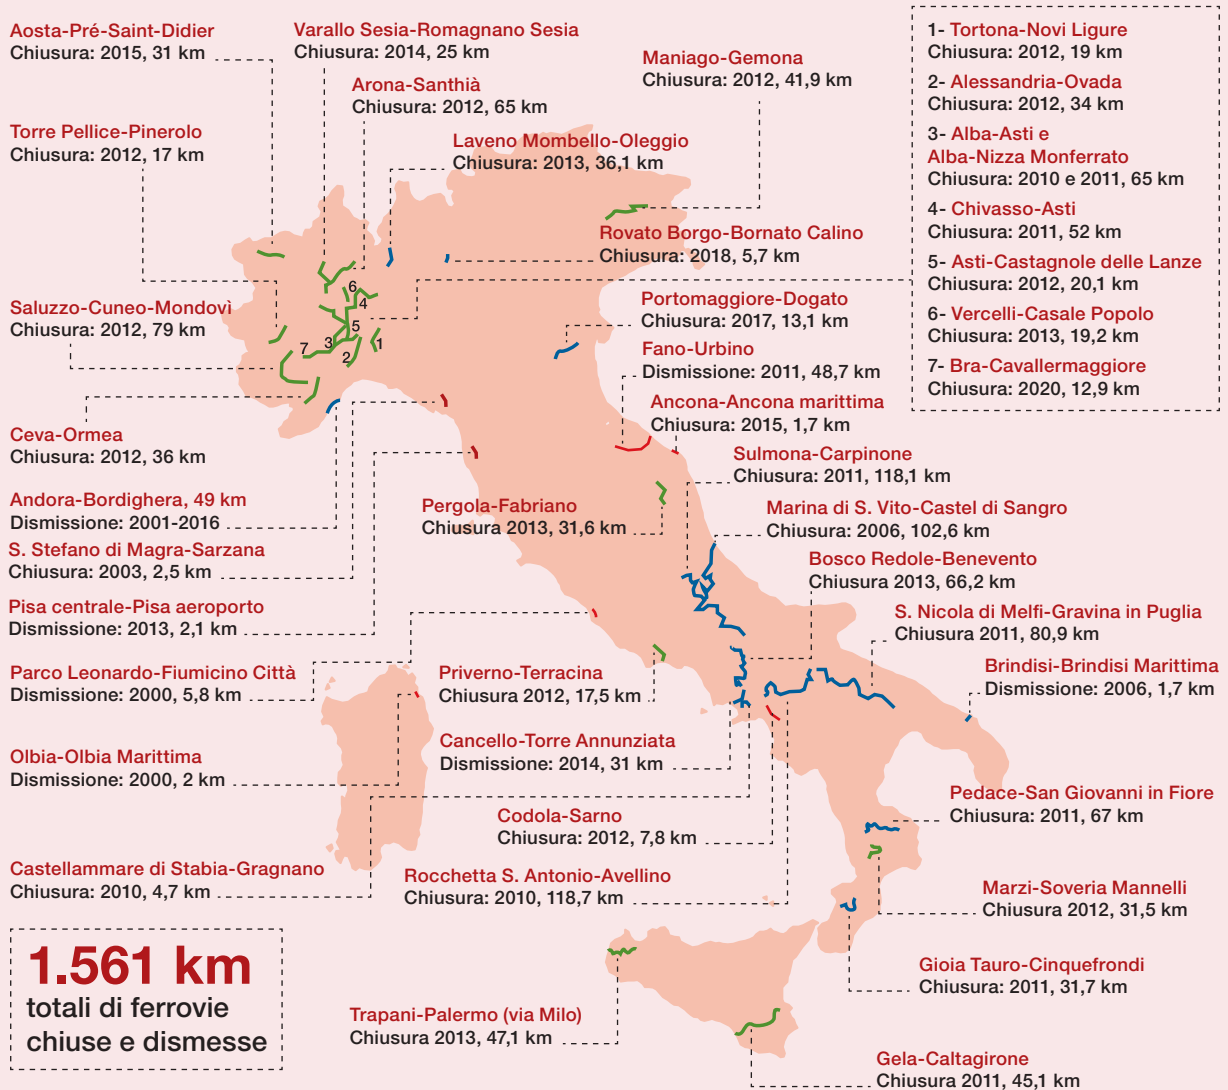 Aosta-Pré-Saint-Didier
Chiusura: 2015, 31 km
Varallo Sesia-Romagnano Sesia
Chiusura: 2014, 25 km
Arona-Santhià
Chiusura: 2012, 65 km
Maniago-Gemona
Chiusura: 2012, 41,9 km
Torre Pellice-Pinerolo
Chiusura: 2012, 17 km
Laveno Mombello-Oleggio
Chiusura: 2013, 36,1 km
1- Tortona-Novi Ligure
Chiusura: 2012, 19 km
2- Alessandria-Ovada
Chiusura: 2012, 34 km
3- Alba-Asti e
Alba-Nizza Monferrato
Chiusura: 2010 e 2011, 65 km
4- Chivasso-Asti
Chiusura: 2011, 52 km
5- Asti-Castagnole delle Lanze
Chiusura: 2012, 20,1 km
6- Vercelli-Casale Popolo
Chiusura: 2013, 19,2 km
7- Bra-Cavallermaggiore
Chiusura: 2020, 12,9 km
Rovato Borgo-Bornato Calino
Chiusura: 2018, 5,7 km
Saluzzo-Cuneo-Mondovì
Chiusura: 2012, 79 km
6
4
5
3
1
7
2
Portomaggiore-Dogato
Chiusura: 2017, 13,1 km
Fano-Urbino
Dismissione: 2011, 48,7 km
Ancona-Ancona marittima
Chiusura: 2015, 1,7 km
Ceva-Ormea
Chiusura: 2012, 36 km
Sulmona-Carpinone
Chiusura: 2011, 118,1 km
Andora-Bordighera, 49 km
Dismissione: 2001-2016
Pergola-Fabriano
Chiusura 2013, 31,6 km
Marina di S. Vito-Castel di Sangro
Chiusura: 2006, 102,6 km
S. Stefano di Magra-Sarzana
Chiusura: 2003, 2,5 km
Bosco Redole-Benevento
Chiusura 2013, 66,2 km
Pisa centrale-Pisa aeroporto
Dismissione: 2013, 2,1 km
S. Nicola di Melfi-Gravina in Puglia
Chiusura 2011, 80,9 km
Parco Leonardo-Fiumicino Città
Dismissione: 2000, 5,8 km
Priverno-Terracina
Chiusura 2012, 17,5 km
Brindisi-Brindisi Marittima
Dismissione: 2006, 1,7 km
Olbia-Olbia Marittima
Dismissione: 2000, 2 km
Cancello-Torre Annunziata
Dismissione: 2014, 31 km
Codola-Sarno
Chiusura: 2012, 7,8 km
Pedace-San Giovanni in Fiore
Chiusura: 2011, 67 km
Castellammare di Stabia-Gragnano
Chiusura: 2010, 4,7 km
Rocchetta S. Antonio-Avellino
Chiusura: 2010, 118,7 km
Marzi-Soveria Mannelli
Chiusura 2012, 31,5 km
1.561 km
totali di ferrovie
chiuse e dismesse
Gioia Tauro-Cinquefrondi
Chiusura: 2011, 31,7 km
Trapani-Palermo (via Milo)
Chiusura 2013, 47,1 km
Gela-Caltagirone
Chiusura 2011, 45,1 km